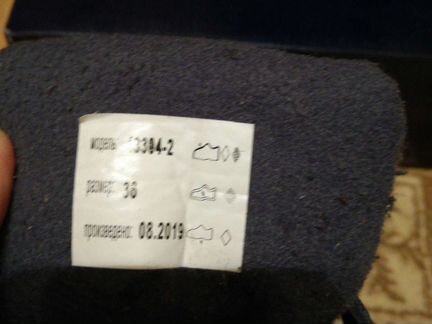 модель:
размер: 36
произведено: 08.2019